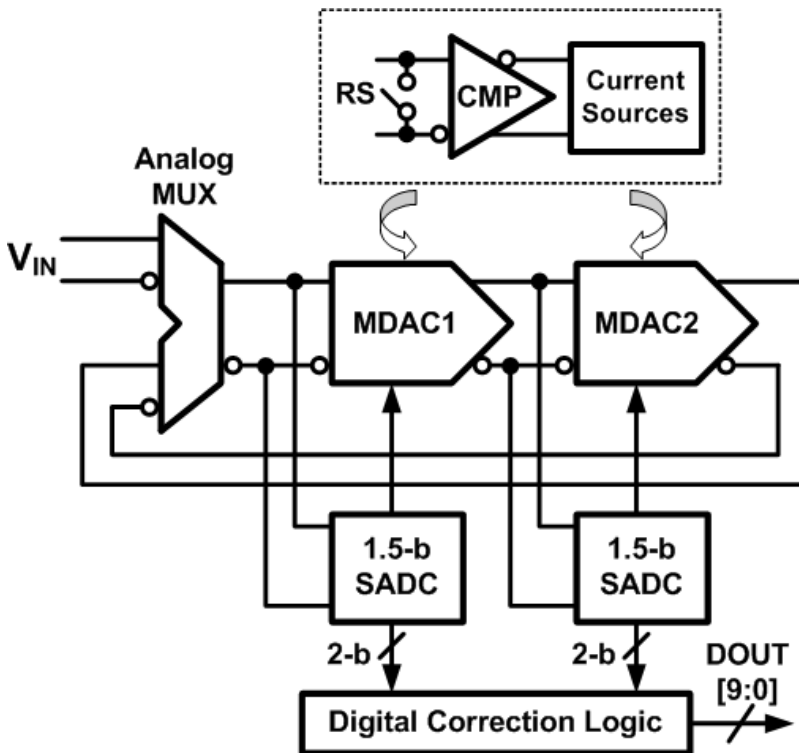 RS
CMP
Current
Sources
Analog
MUX
VIN
MDAC1
MDAC2
1.5-b
SADC
1.5-b
SADC
2-b
2-b
DOUT
[9:0]
Digital Correction Logic